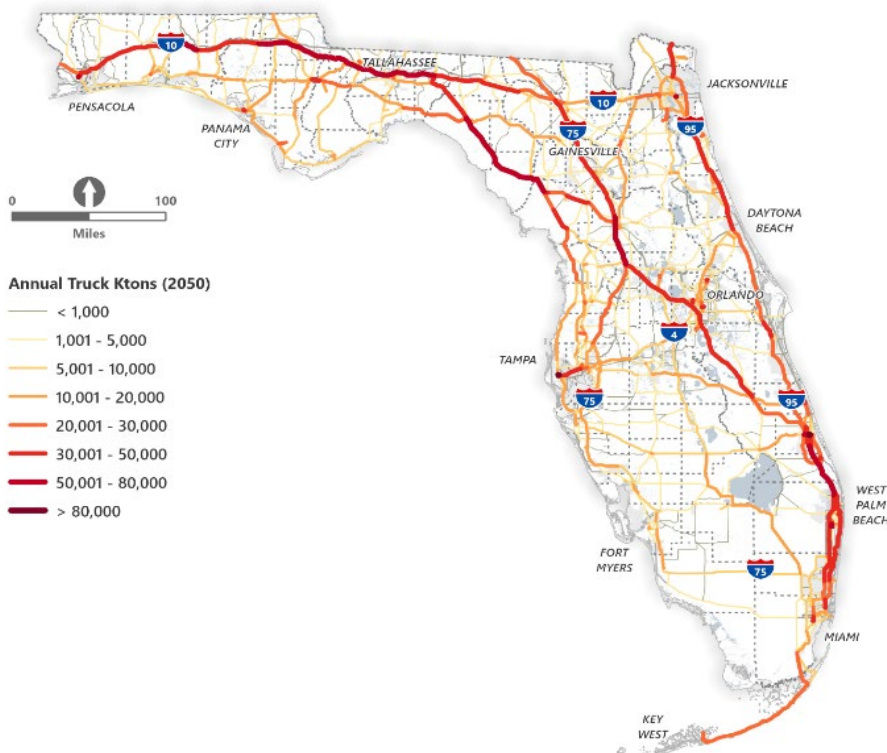 10
TALLAHASSEE
PENSACOLA
PANAMA
CITY
10
JACKSONVILLE
75
95
GAINESVILLE
0
100
Miles
DAYTONA
BEACH
Annual Truck Ktons (2050)
< 1,000
1,001 - 5,000
5,001 - 10,000
10,001 - 20,000
20,001 - 30,000
30,001 - 50,000
50,001 - 80,000
> 80,000
ORLANDO
4
TAMPA
75
95
WEST
PALM
BEACH
FORT
MYERS
75
MIAMI
KEY
WEST